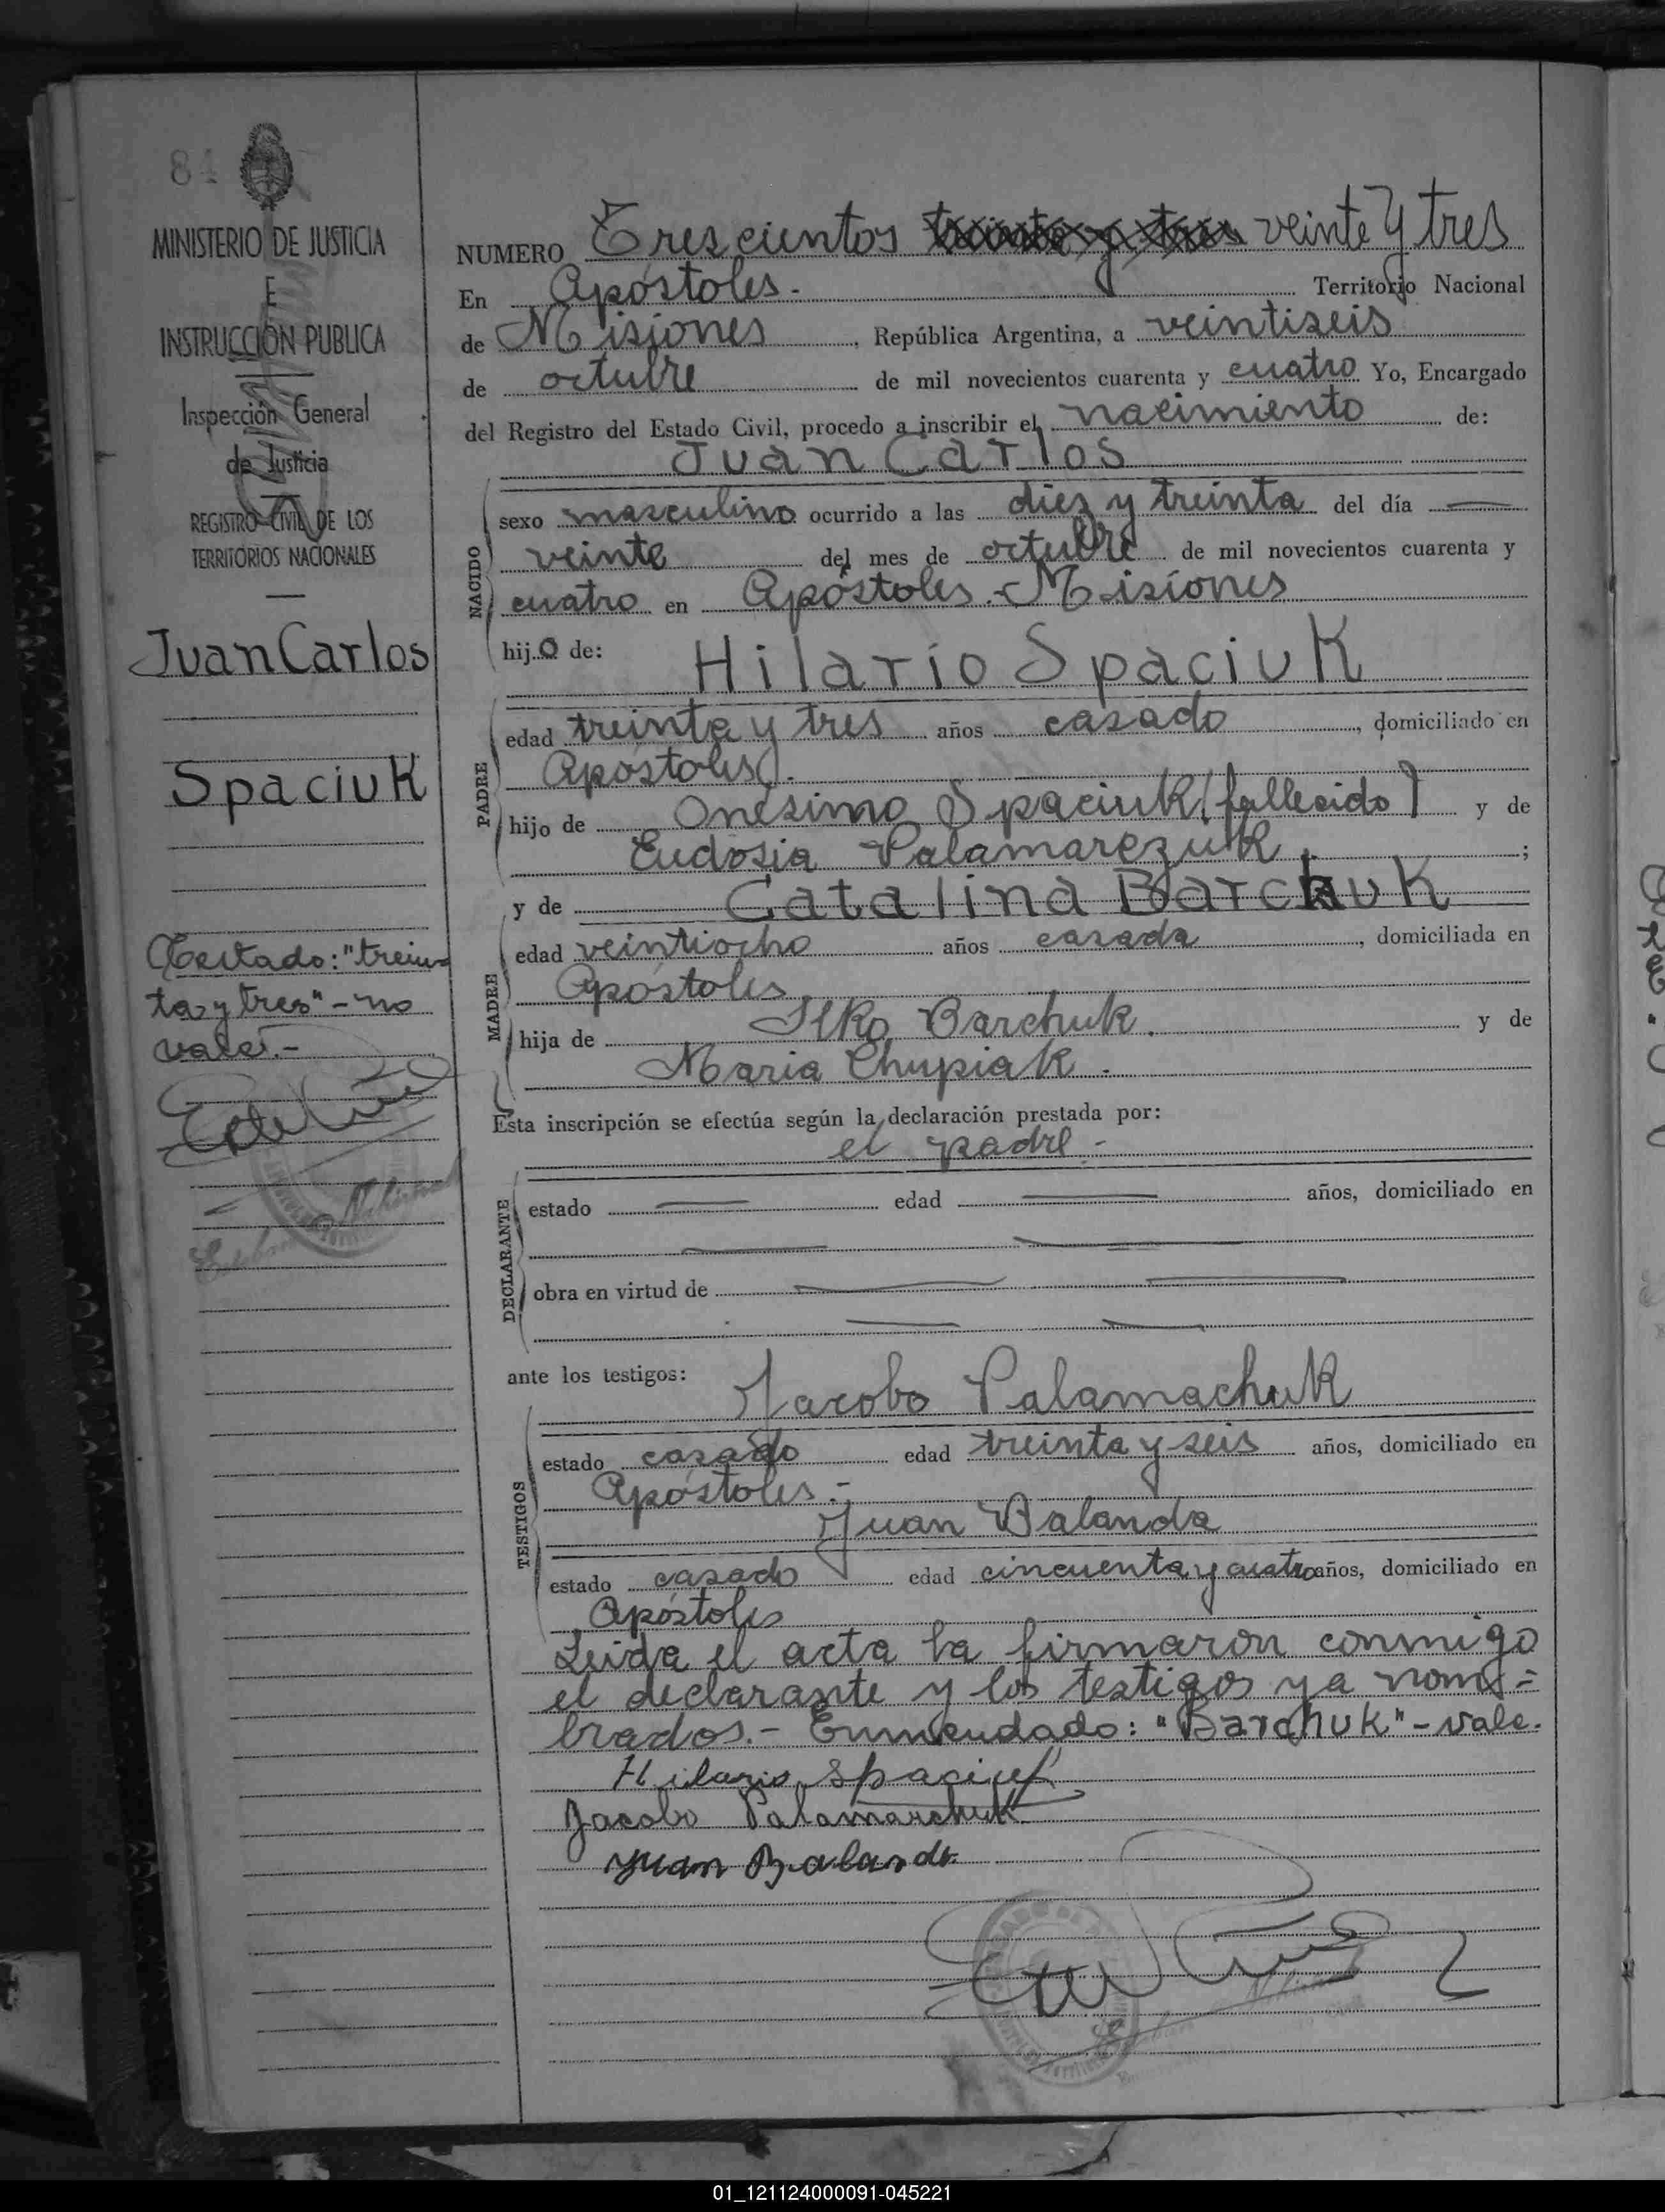 84
MINISTERIO DE JUSTICIA
E
INSTRUCCIÓN PUBLICA
Inspección General
de Justicia
REGISTRO CIVIL DE LOS
TERRITORIOS NACIONALES
Juan Carlos
Spaciuk
Testado: "trein-
ta y tres" - no
vale.-
NUMERO Trescientos treinta y tres veinte y tres
En Apóstoles.- Territorio Nacional
de Misiones, República Argentina, a veintiseis
de octubre de mil novecientos cuarenta y cuatro Yo, Encargado
del Registro del Estado Civil, procedo a inscribir el nacimiento de:
Juan Carlos
NACIDO
sexo masculino ocurrido a las diez y treinta del día
veinte del mes de octubre de mil novecientos cuarenta y
cuatro en Apóstoles.-Misiones
hijo de: Hilario Spaciuk
PADRE
edad treinta y tres años casado, domiciliado en
Apóstoles.
hijo de Onésimo Spaciuk (fallecido) y de
Eudosia Palamarczuk.;
y de Catalina Barchuk
MADRE
edad veintiocho años casada, domiciliada en
Apóstoles
hija de Ilko Barchuk. y de
Maria Chupiak.
Esta inscripción se efectúa según la declaración prestada por:
el padre.-
DECLARANTE
estado edad años, domiciliado en
obra en virtud de
ante los testigos: Jacobo Palamachuk
TESTIGOS
estado casado edad treinta y seis años, domiciliado en
Apóstoles.-
Juan Balanda
estado casado edad cincuenta y cuatro años, domiciliado en
Apóstoles
Leida el acta la firmaron conmigo
el declarante y los testigos ya nom=
brados.- Enmendado: "Barchuk" - vale.
Hilario Spaciuk
Jacobo Palamarchuk
Juan Balanda
01_121124000091-045221